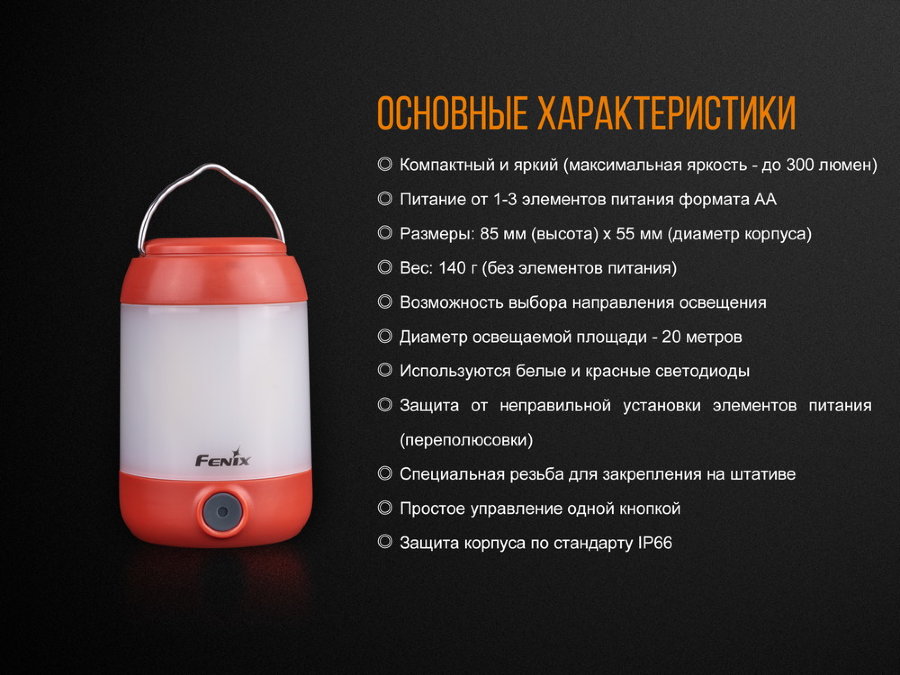 ОСНОВНЫЕ ХАРАКТЕРИСТИКИ
Компактный и яркий (максимальная яркость - до 300 люмен)
Питание от 1-3 элементов питания формата АА
Размеры: 85 мм (высота) х 55 мм (диаметр корпуса)
Вес: 140 г (без элементов питания)
Возможность выбора направления освещения
Диаметр освещаемой площади - 20 метров
Используются белые и красные светодиоды
Защита от неправильной установки элементов питания
(переполюсовки)
Специальная резьба для закрепления на штативе
Простое управление одной кнопкой
Защита корпуса по стандарту IP66
FENIX